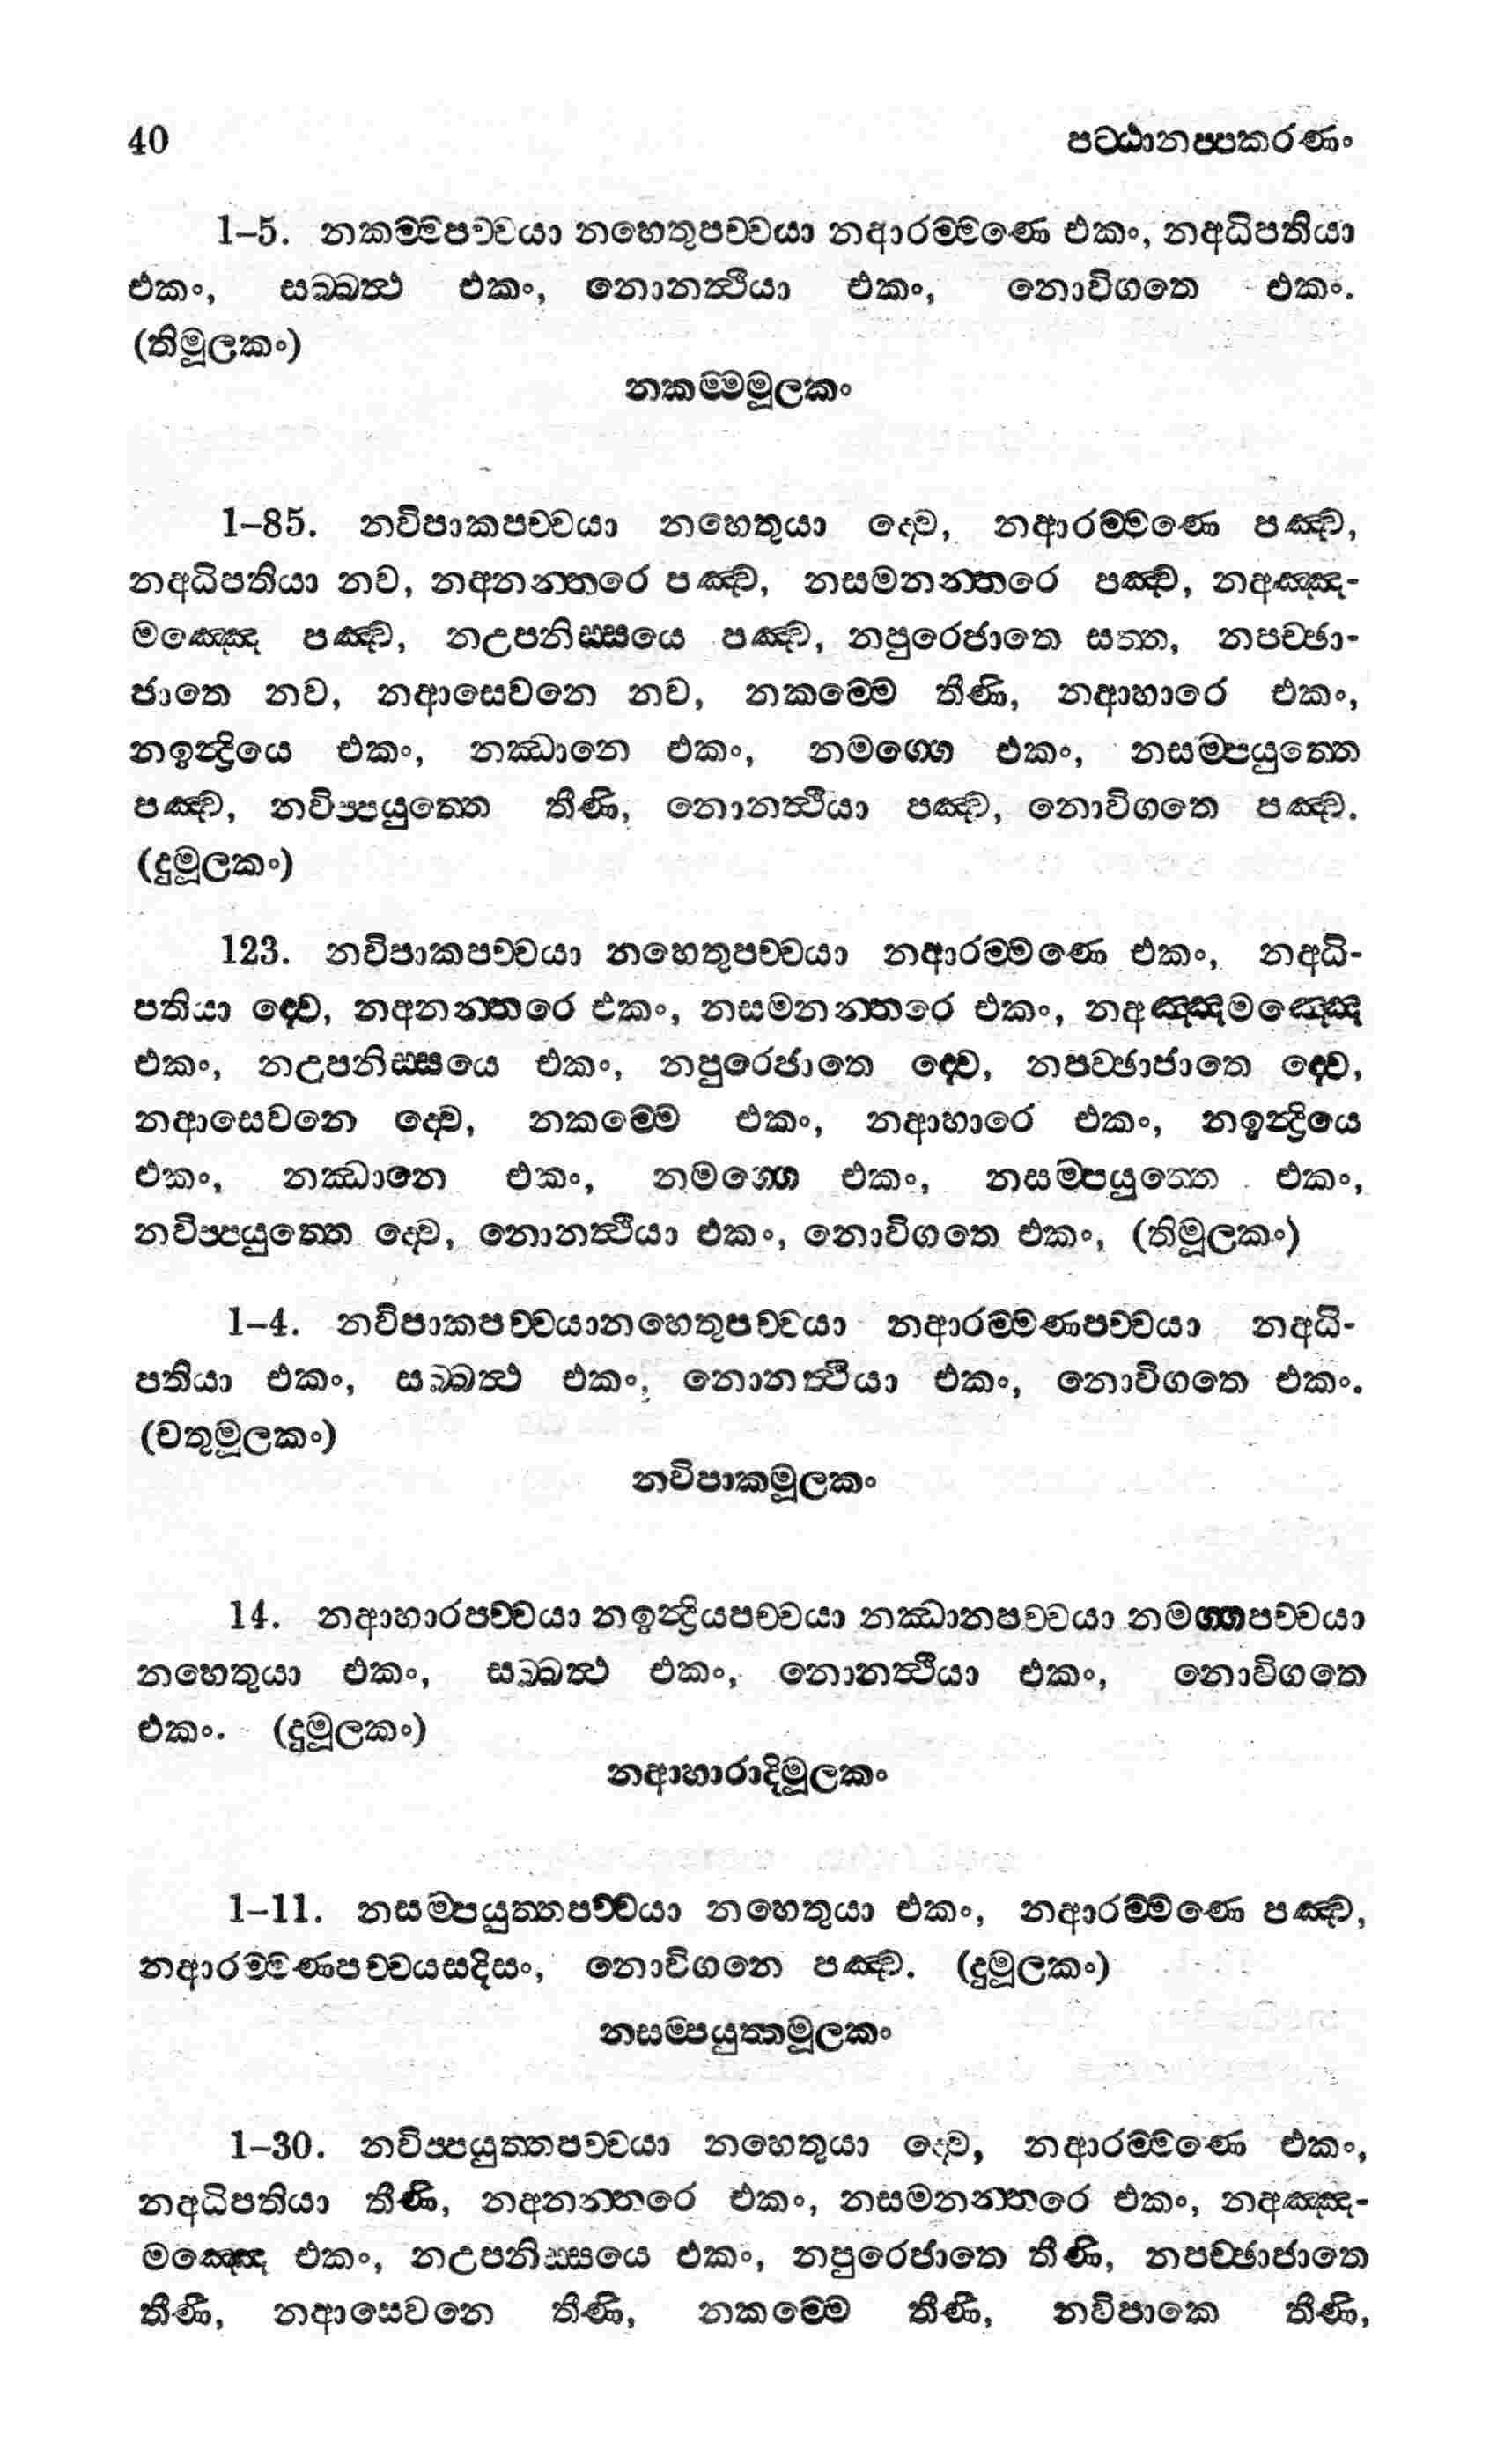 40 පට්ඨානප්පකරණං
1–5. නකම්මපච්චයා නහෙතුපච්චයා නආරම්මණෙ එකං, නඅධිපතියා
එකං, සබ්බත්ථ එකං, නොනත්ථියා එකං, නොවිගතෙ එකං.
(තිමූලකං)
නකම්මමූලකං
1–85. නවිපාකපච්චයා නහෙතුයා ද්වෙ, නආරම්මණෙ පඤ්ච,
නඅධිපතියා නව, නඅනන්තරෙ පඤ්ච, නසමනන්තරෙ පඤ්ච, නඅඤ්ඤ-
මඤ්ඤෙ පඤ්ච, නඋපනිස්සයෙ පඤ්ච, නපුරෙජාතෙ සත්ත, නපච්ඡා-
ජාතෙ නව, නආසෙවනෙ නව, නකම්මෙ තීණි, නආහාරෙ එකං,
නඉන්ද්‍රියෙ එකං, නඣානෙ එකං, නමග්ගෙ එකං, නසම්පයුත්තෙ
පඤ්ච, නවිප්පයුත්තෙ තීණි, නොනත්ථියා පඤ්ච, නොවිගතෙ පඤ්ච.
(දුමූලකං)
123. නවිපාකපච්චයා නහෙතුපච්චයා නආරම්මණෙ එකං, නඅධි-
පතියා ද්වෙ, නඅනන්තරෙ එකං, නසමනන්තරෙ එකං, නඅඤ්ඤමඤ්ඤෙ
එකං, නඋපනිස්සයෙ එකං, නපුරෙජාතෙ ද්වෙ, නපච්ඡාජාතෙ ද්වෙ,
නආසෙවනෙ ද්වෙ, නකම්මෙ එකං, නආහාරෙ එකං, නඉන්ද්‍රියෙ
එකං, නඣානෙ එකං, නමග්ගෙ එකං, නසම්පයුත්තෙ එකං,
නවිප්පයුත්තෙ ද්වෙ, නොනත්ථියා එකං, නොවිගතෙ එකං, (තිමූලකං)
1–4. නවිපාකපච්චයානහෙතුපච්චයා නආරම්මණපච්චයා නඅධි-
පතියා එකං, සබ්බත්ථ එකං, නොනත්ථියා එකං, නොවිගතෙ එකං.
(චතුමූලකං)
නවිපාකමූලකං
14. නආහාරපච්චයා නඉන්ද්‍රියපච්චයා නඣානපච්චයා නමග්ගපච්චයා
නහෙතුයා එකං, සබ්බත්ථ එකං, නොනත්ථියා එකං, නොවිගතෙ
එකං. (දුමූලකං)
නආහාරාදිමූලකං
1–11. නසම්පයුත්තපච්චයා නහෙතුයා එකං, නආරම්මණෙ පඤ්ච,
නආරම්මණපච්චයසදිසං, නොවිගතෙ පඤ්ච. (දුමූලකං)
නසම්පයුත්තමූලකං
1–30. නවිප්පයුත්තපච්චයා නහෙතුයා ද්වෙ, නආරම්මණෙ එකං,
නඅධිපතියා තීණි, නඅනන්තරෙ එකං, නසමනන්තරෙ එකං, නඅඤ්ඤ-
මඤ්ඤෙ එකං, නඋපනිස්සයෙ එකං, නපුරෙජාතෙ තීණි, නපච්ඡාජාතෙ
තීණි, නආසෙවනෙ තීණි, නකම්මෙ තීණි, නවිපාකෙ තීණි,